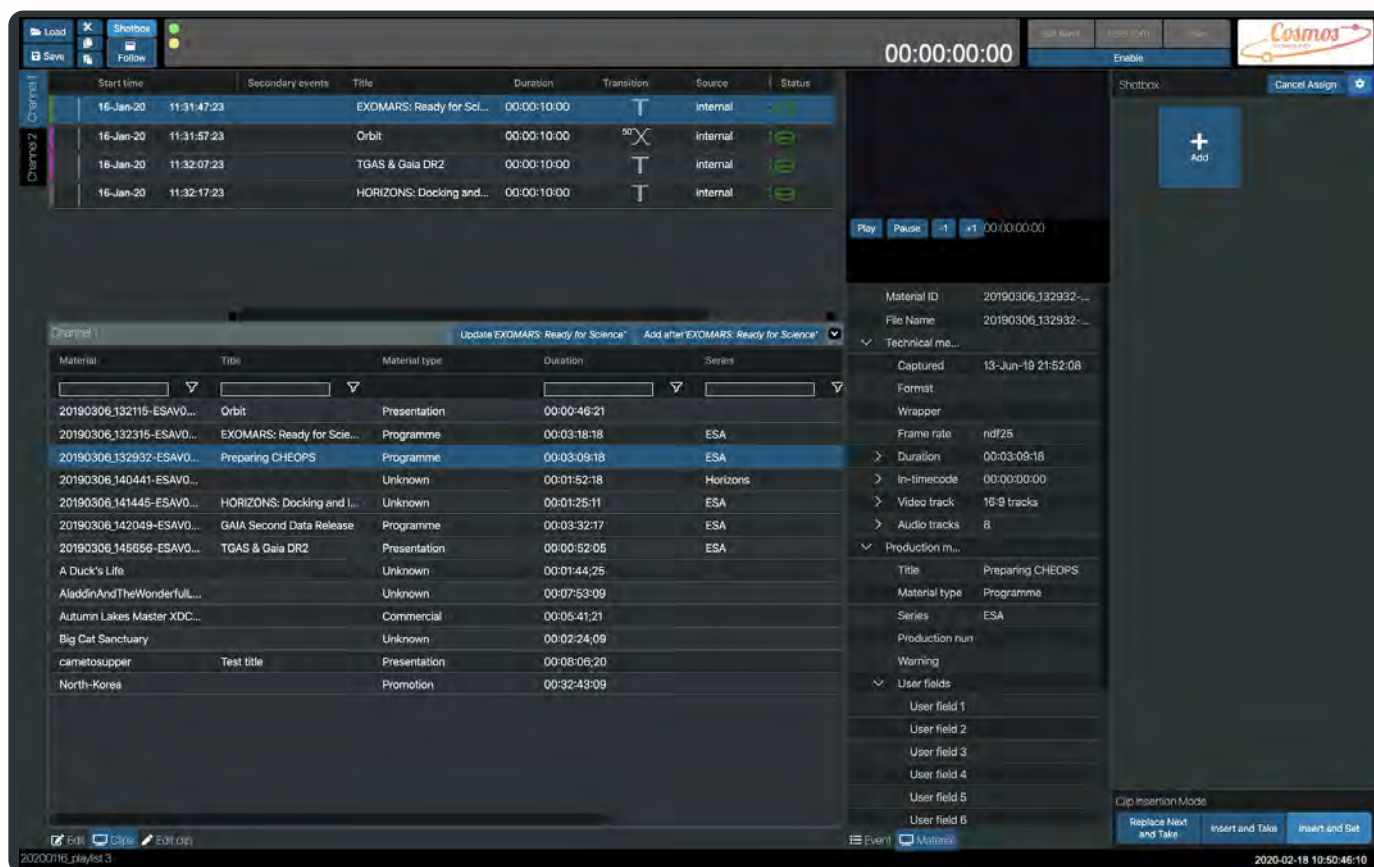 Load
Shotbox
Save
Follow
00:00:00:00
Enable
Cosmos
TECHNOLOGY
Channel 1
Channel 2
Start time Secondary events Title Duration Transition Source Status
16-Jan-20 11:31:47:23 EXOMARS: Ready for Sci... 00:00:10:00 internal
16-Jan-20 11:31:57:23 Orbit 00:00:10:00 50 internal
16-Jan-20 11:32:07:23 TGAS & Gaia DR2 00:00:10:00 internal
16-Jan-20 11:32:17:23 HORIZONS: Docking and... 00:00:10:00 internal
Play Pause -1 +1 00:00:00:00
Shotbox Cancel Assign
Add
Channel 1 Update 'EXOMARS: Ready for Science' Add after 'EXOMARS: Ready for Science'
Material Title Material type Duration Series
20190306_132115-ESAV0... Orbit Presentation 00:00:46:21
20190306_132315-ESAV0... EXOMARS: Ready for Scie... Programme 00:03:18:18 ESA
20190306_132932-ESAV0... Preparing CHEOPS Programme 00:03:09:18 ESA
20190306_140441-ESAV0... Unknown 00:01:52:18 Horizons
20190306_141445-ESAV0... HORIZONS: Docking and l... Unknown 00:01:25:11 ESA
20190306_142049-ESAV0... GAIA Second Data Release Programme 00:03:32:17 ESA
20190306_145656-ESAV0... TGAS & Gaia DR2 Presentation 00:00:52:05 ESA
A Duck's Life Unknown 00:01:44;25
AladdinAndTheWonderfulL... Unknown 00:07:53:09
Autumn Lakes Master XDC... Commercial 00:05:41;21
Big Cat Sanctuary Unknown 00:02:24;09
cametosupper Test title Presentation 00:08:06;20
North-Korea Promotion 00:32:43:09
Edit Clips Edit clip
20200116_playlist 3
Material ID 20190306_132932-...
File Name 20190306_132932-...
Technical me...
Captured 13-Jun-19 21:52:08
Format
Wrapper
Frame rate ndf25
Duration 00:03:09:18
In-timecode 00:00:00:00
Video track 16:9 tracks
Audio tracks 8
Production m...
Title Preparing CHEOPS
Material type Programme
Series ESA
Production nun
Warning
User fields
User field 1
User field 2
User field 3
User field 4
User field 5
User field 6
Event Material
Clip Insertion Mode
Replace Next and Take
Insert and Take
Insert and Set
2020-02-18 10:50:46:10